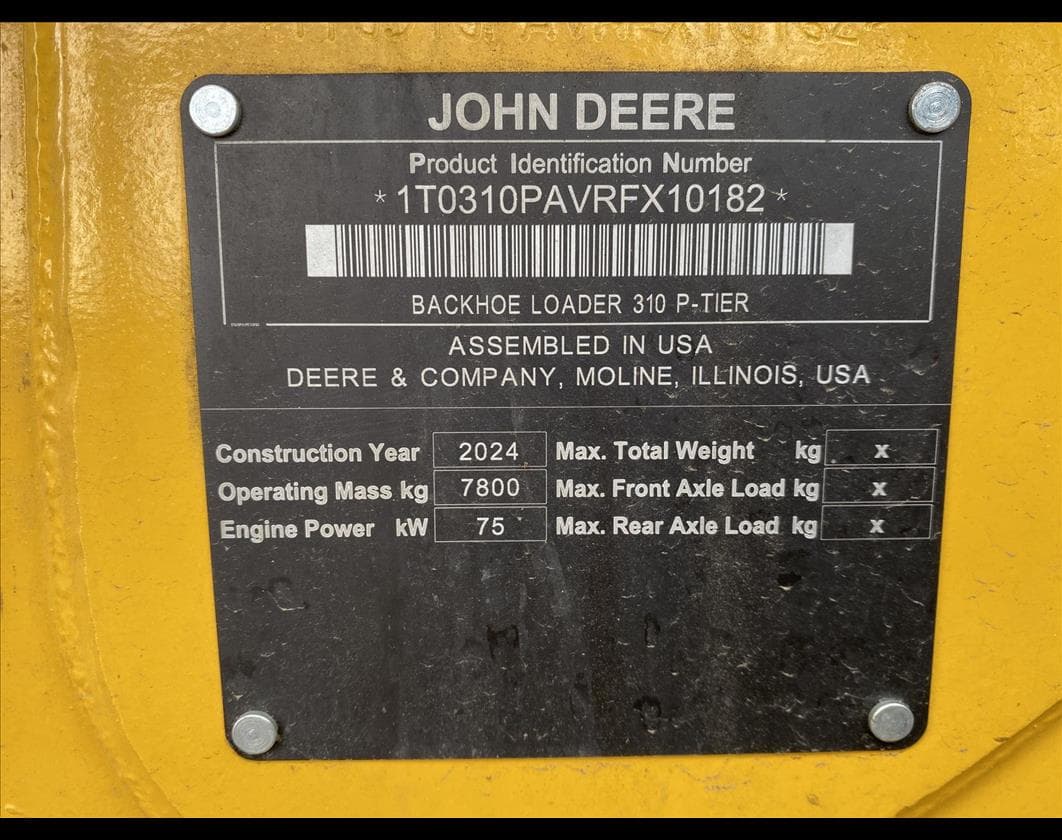 JOHN DEERE
Product Identification Number
*1T0310PAVRFX10182*
BACKHOE LOADER 310 P-TIER
ASSEMBLED IN USA
DEERE & COMPANY, MOLINE, ILLINOIS, USA
Construction Year 2024 Max. Total Weight kg x
Operating Mass kg 7800 Max. Front Axle Load kg x
Engine Power kW 75 Max. Rear Axle Load kg x